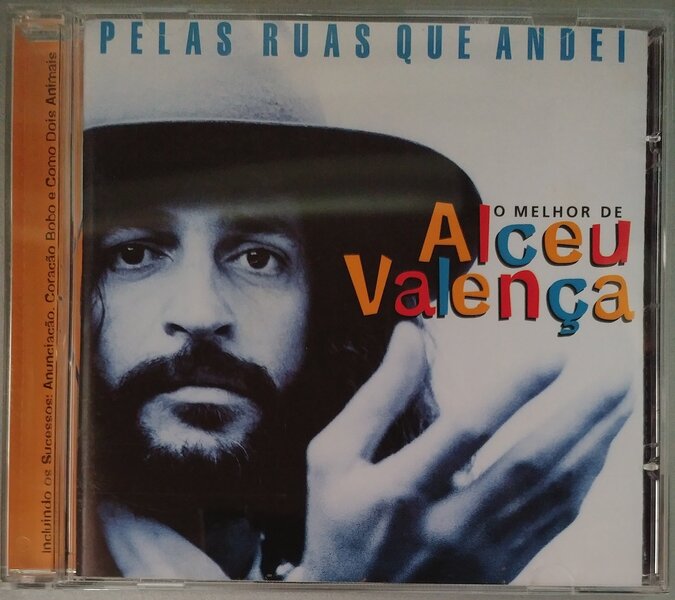 PELAS RUAS QUE ANDEI
O MELHOR DE
Alceu
Valença
Incluindo os Sucessos: Anunciação, Coração Bobo e Como Dois Animais